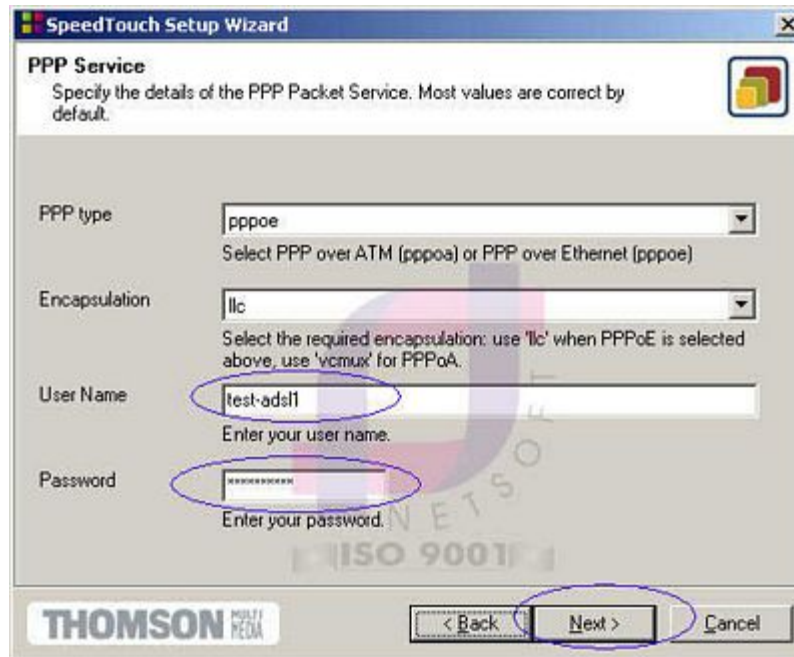 SpeedTouch Setup Wizard
PPP Service
Specify the details of the PPP Packet Service. Most values are correct by
default.
PPP type
pppoe
Select PPP over ATM (pppoa) or PPP over Ethernet (pppoe)
Encapsulation
llc
Select the required encapsulation: use 'llc' when PPPoE is selected
above, use 'vcmux' for PPPoA.
User Name
test-adsl1
Enter your user name.
Password
**********
Enter your password.
NETSOFT
ISO 9001
THOMSON MULTI MEDIA
< Back
Next >
Cancel